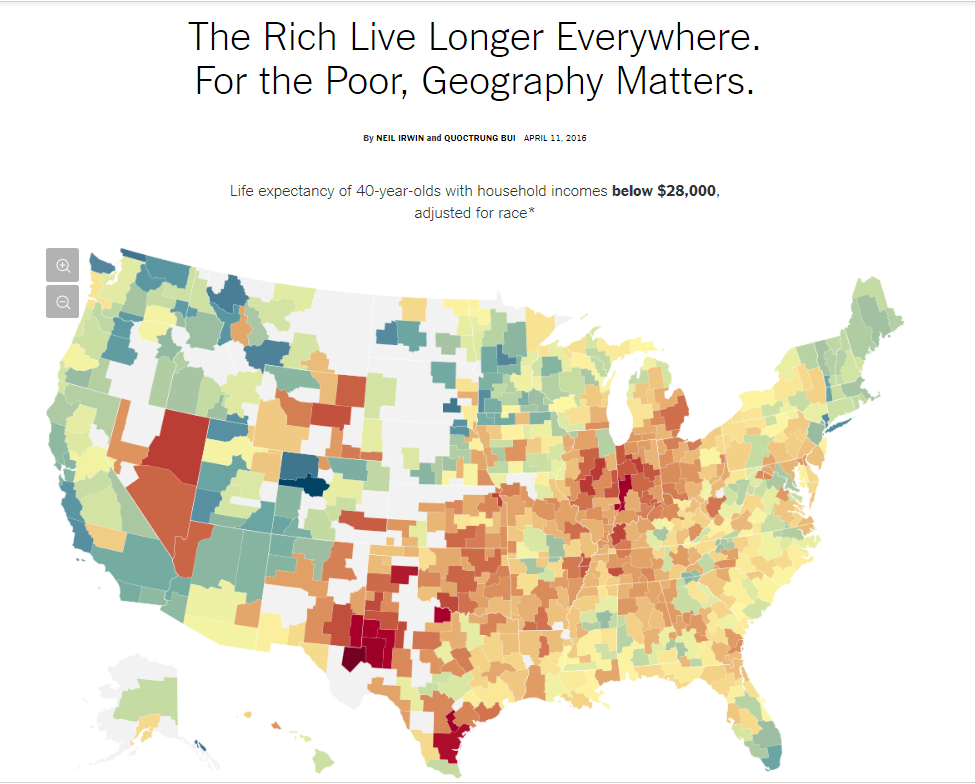 The Rich Live Longer Everywhere.
For the Poor, Geography Matters.
By NEIL IRWIN and QUOCTRUNG BUI APRIL 11, 2016
Life expectancy of 40-year-olds with household incomes below $28,000,
adjusted for race*